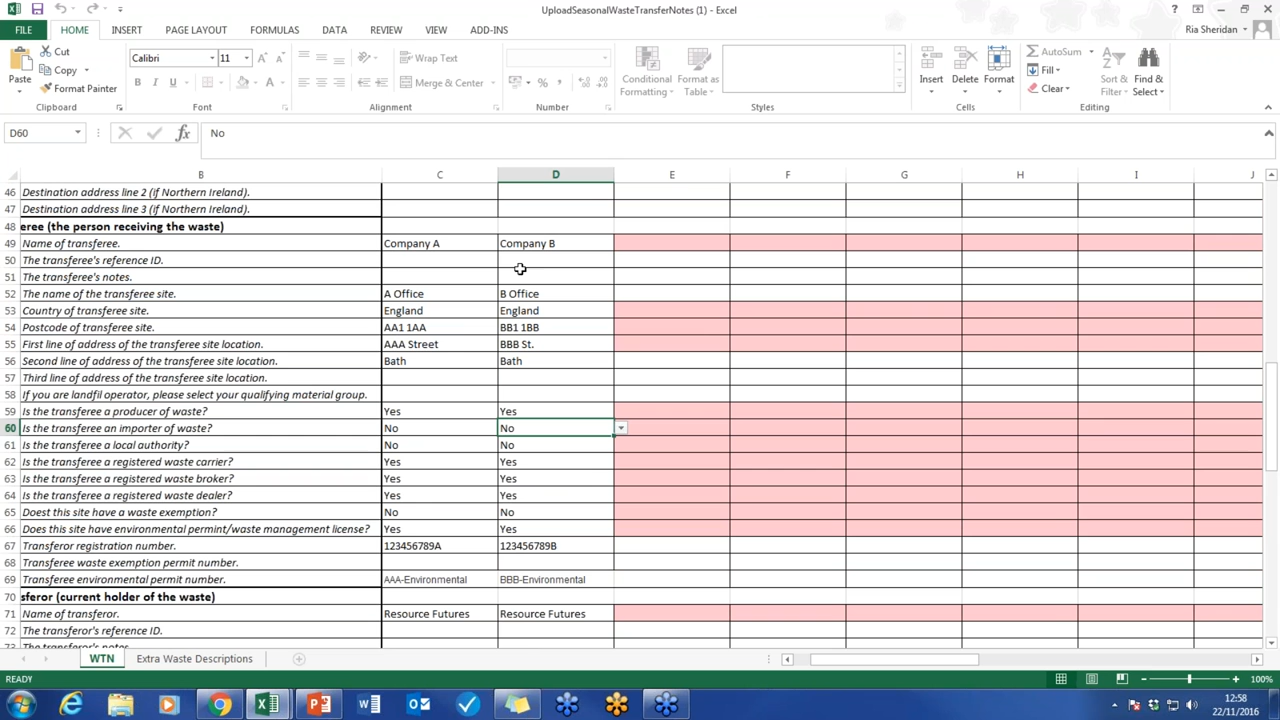 UploadSeasonalWasteTransferNotes (1) - Excel
Ria Sheridan
FILE HOME INSERT PAGE LAYOUT FORMULAS DATA REVIEW VIEW ADD-INS
Paste
Cut
Copy
Format Painter
Clipboard
Calibri 11
B I U
Font
Wrap Text
Merge & Center
Alignment
%
Number
Conditional Formatting
Format as Table
Styles
Insert Delete Format
Cells
AutoSum
Fill
Clear
Sort & Filter
Find & Select
Editing
D60 fx No
B C D E F G H I J
46 Destination address line 2 (if Northern Ireland).
47 Destination address line 3 (if Northern Ireland).
48 eree (the person receiving the waste)
49 Name of transferee. Company A Company B
50 The transferee's reference ID.
51 The transferee's notes.
52 The name of the transferee site. A Office B Office
53 Country of transferee site. England England
54 Postcode of transferee site. AA1 1AA BB1 1BB
55 First line of address of the transferee site location. AAA Street BBB St.
56 Second line of address of the transferee site location. Bath Bath
57 Third line of address of the transferee site location.
58 If you are landfil operator, please select your qualifying material group.
59 Is the transferee a producer of waste? Yes Yes
60 Is the transferee an importer of waste? No No
61 Is the transferee a local authority? No No
62 Is the transferee a registered waste carrier? Yes Yes
63 Is the transferee a registered waste broker? Yes Yes
64 Is the transferee a registered waste dealer? Yes Yes
65 Doest this site have a waste exemption? No No
66 Does this site have environmental permint/waste management license? Yes Yes
67 Transferor registration number. 123456789A 123456789B
68 Transferee waste exemption permit number.
69 Transferee environmental permit number. AAA-Environmental BBB-Environmental
70 sferor (current holder of the waste)
71 Name of transferor. Resource Futures Resource Futures
72 The transferor's reference ID.
73 The transferor's notes
WTN Extra Waste Descriptions
READY
100%
12:58
22/11/2016